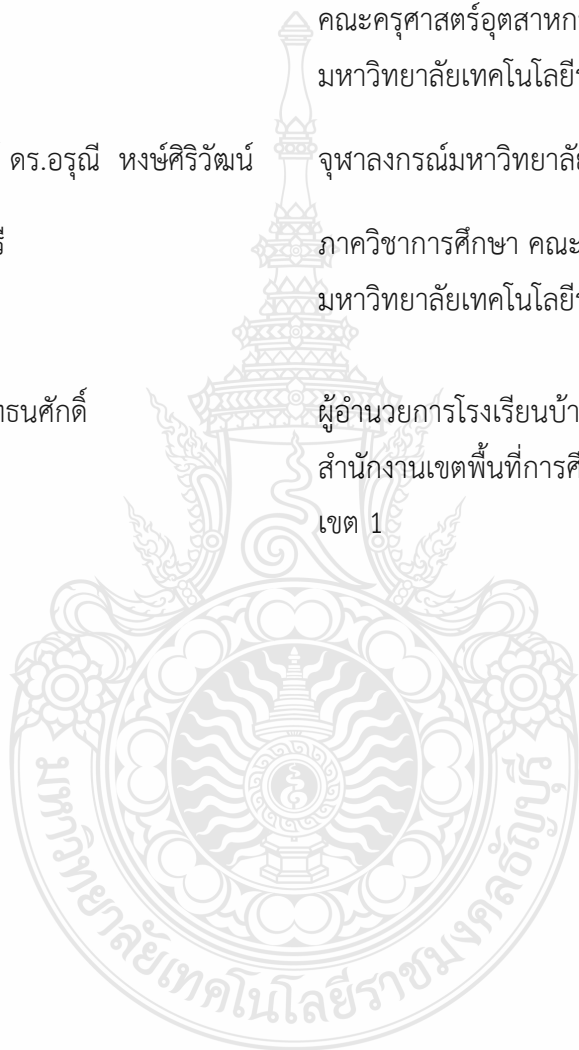 คณะครุศาสตร์อุตสาหก
มหาวิทยาลัยเทคโนโลยีร
ดร.อรุณี หงษ์ศิริวัฒน์ จุฬาลงกรณ์มหาวิทยาลัย
รี ภาควิชาการศึกษา คณะ
มหาวิทยาลัยเทคโนโลยีร
ธนศักดิ์ ผู้อำนวยการโรงเรียนบ้า
สำนักงานเขตพื้นที่การศึ
เขต 1
มหาวิทยาลัยเทคโนโลยีราชมงคลธัญบุรี